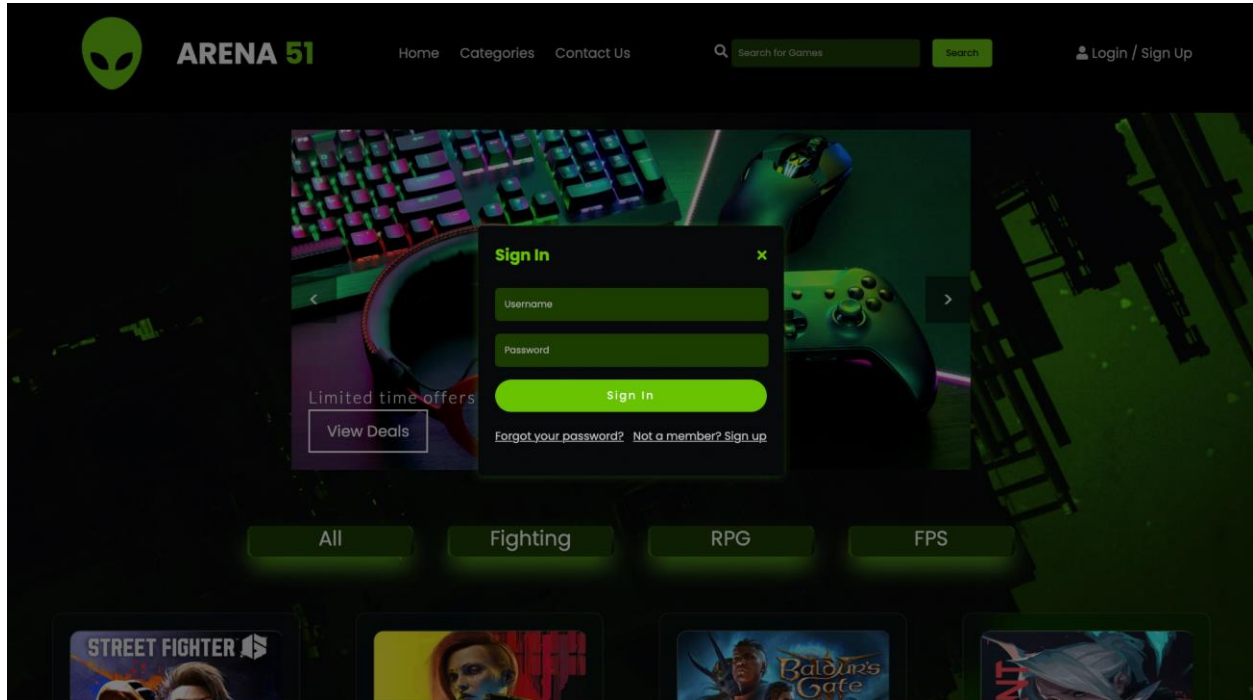 ARENA 51
Home Categories Contact Us
Search for Games
Search
Login / Sign Up
Sign In
Username
Password
Sign In
Forgot your password? Not a member? Sign up
Limited time offers
View Deals
All Fighting RPG FPS
STREET FIGHTER 6
Baldur's
Gate
NT